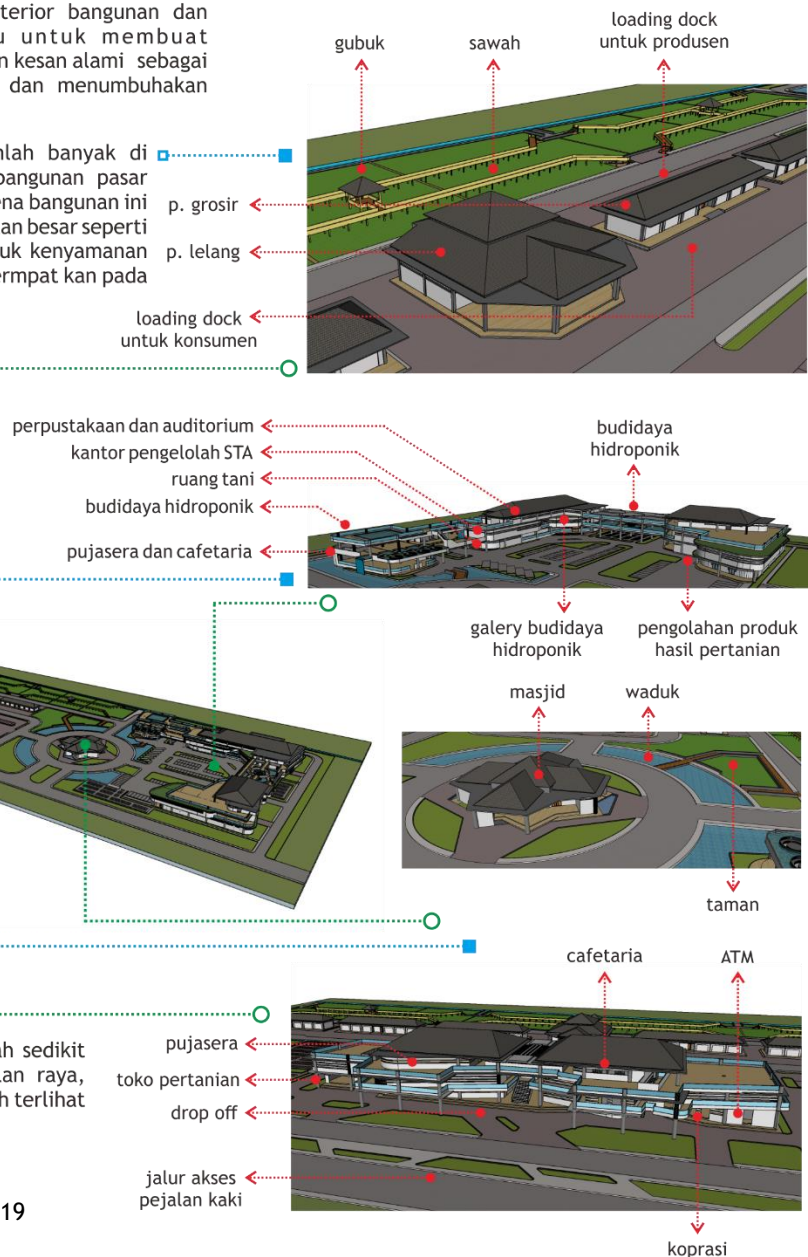 terior bangunan dan
u untuk membuat
n kesan alami sebagai
dan menumbuhakan
nlah banyak di
bangunan pasar
ena bangunan ini
an besar seperti
uk kenyamanan
ermpat kan pada
gubuk
sawah
loading dock
untuk produsen
p. grosir
p. lelang
loading dock
untuk konsumen
perpustakaan dan auditorium
kantor pengelolah STA
ruang tani
budidaya hidroponik
pujasera dan cafetaria
budidaya
hidroponik
galery budidaya
hidroponik
pengolahan produk
hasil pertanian
masjid
waduk
taman
cafetaria
ATM
ah sedikit
lan raya,
h terlihat
pujasera
toko pertanian
drop off
jalur akses
pejalan kaki
koprasi
19